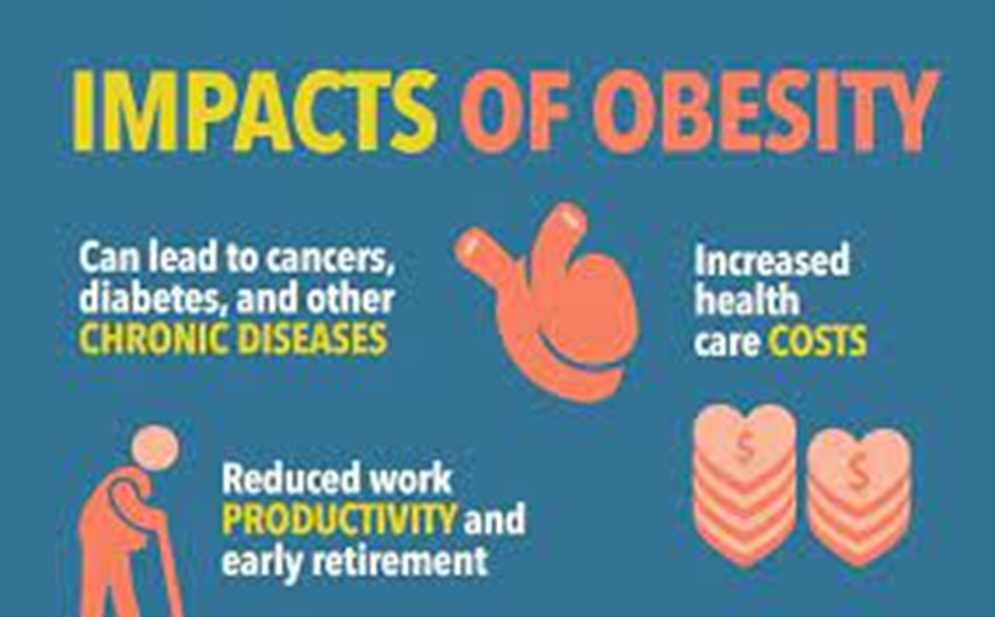 IMPACTS OF OBESITY
Can lead to cancers,
diabetes, and other
CHRONIC DISEASES
Increased
health
care COSTS
$
$
Reduced work
PRODUCTIVITY and
early retirement